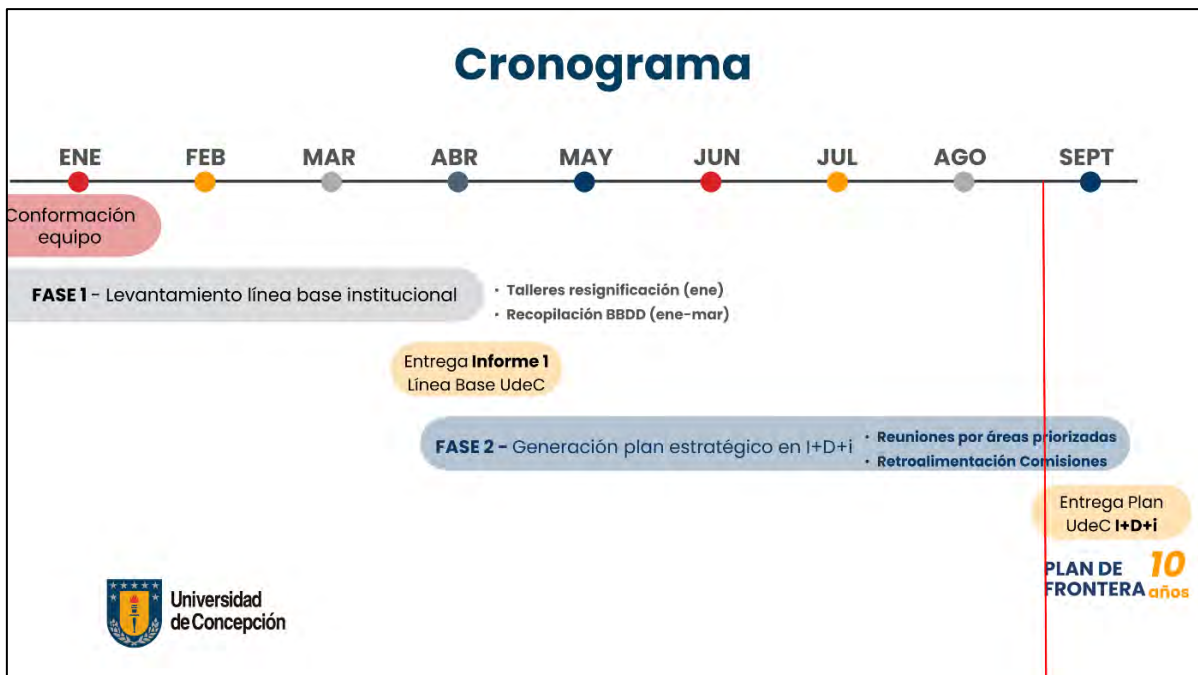 Cronograma
ENE FEB MAR ABR MAY JUN JUL AGO SEPT
Conformación
equipo
FASE 1 - Levantamiento línea base institucional
· Talleres resignificación (ene)
· Recopilación BBDD (ene-mar)
Entrega Informe 1
Línea Base UdeC
FASE 2 - Generación plan estratégico en I+D+i
· Reuniones por áreas priorizadas
· Retroalimentación Comisiones
Entrega Plan
UdeC I+D+i
PLAN DE 10
FRONTERA años
Universidad
de Concepción